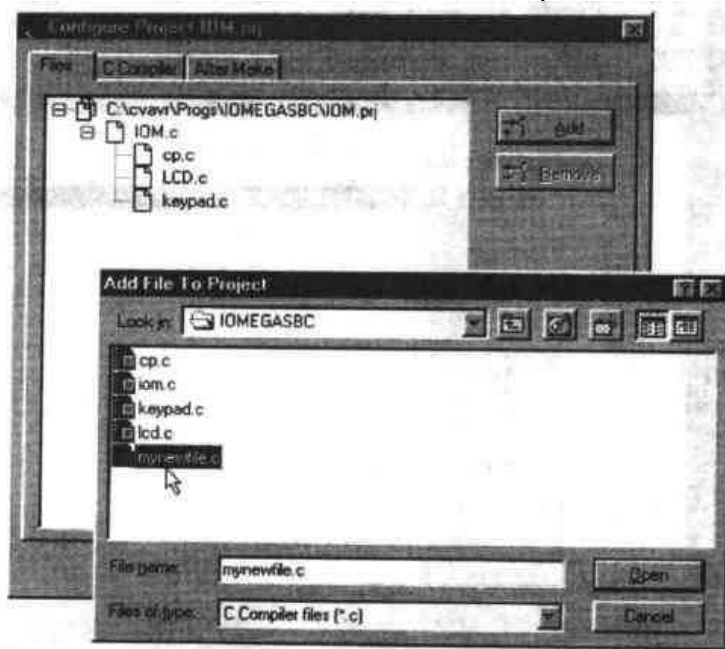 Configure Project IOM.prj
Files C Compiler After Make
C:\cvavr\Progs\IOMEGASBC\IOM.prj
IOM.c
cp.c
LCD.c
keypad.c
Add
Remove
Add File To Project
Look in: IOMEGASBC
cp.c
iom.c
keypad.c
lcd.c
mynewfile.c
File name: mynewfile.c Open
Files of type: C Compiler files (*.c) Cancel